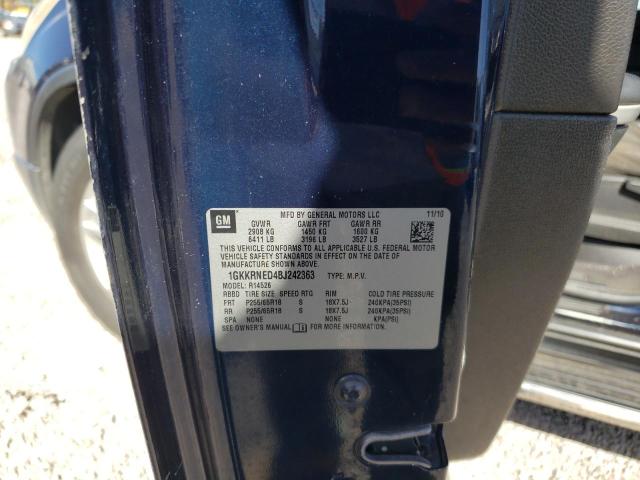 GM
MFD BY GENERAL MOTORS LLC 11/10
GVWR GAWR FRT GAWR RR
2908 KG 1450 KG 1600 KG
6411 LB 3196 LB 3527 LB
THIS VEHICLE CONFORMS TO ALL APPLICABLE U.S. FEDERAL MOTOR
VEHICLE SAFETY STANDARDS IN EFFECT ON THE DATE OF
MANUFACTURE SHOWN ABOVE.
1GKKRNED4BJ242363 TYPE: M.P.V.
MODEL: R14526
RBBD TIRE SIZE SPEED RTG RIM COLD TIRE PRESSURE
FRT P255/65R18 S 18X7.5J 240KPA(35PSI)
RR P255/65R18 S 18X7.5J 240KPA(35PSI)
SPA NONE NONE KPA(PSI)
SEE OWNER'S MANUAL FOR MORE INFORMATION.